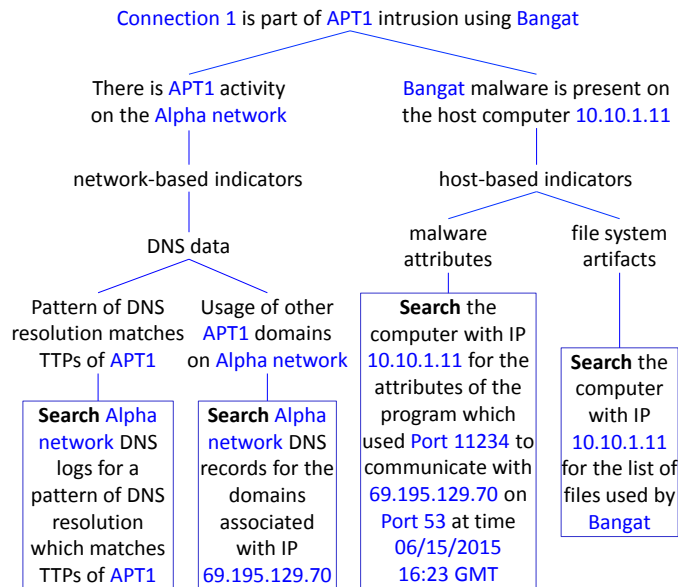 Connection 1 is part of APT1 intrusion using Bangat
There is APT1 activity
on the Alpha network
Bangat malware is present on
the host computer 10.10.1.11
network-based indicators
host-based indicators
DNS data
malware
attributes
file system
artifacts
Pattern of DNS
resolution matches
TTPs of APT1
Usage of other
APT1 domains
on Alpha network
Search Alpha
network DNS
logs for a
pattern of DNS
resolution
which matches
TTPs of APT1
Search Alpha
network DNS
records for the
domains
associated
with IP
69.195.129.70
Search the
computer with IP
10.10.1.11 for the
attributes of the
program which
used Port 11234 to
communicate with
69.195.129.70 on
Port 53 at time
06/15/2015
16:23 GMT
Search the
computer
with IP
10.10.1.11
for the list of
files used by
Bangat